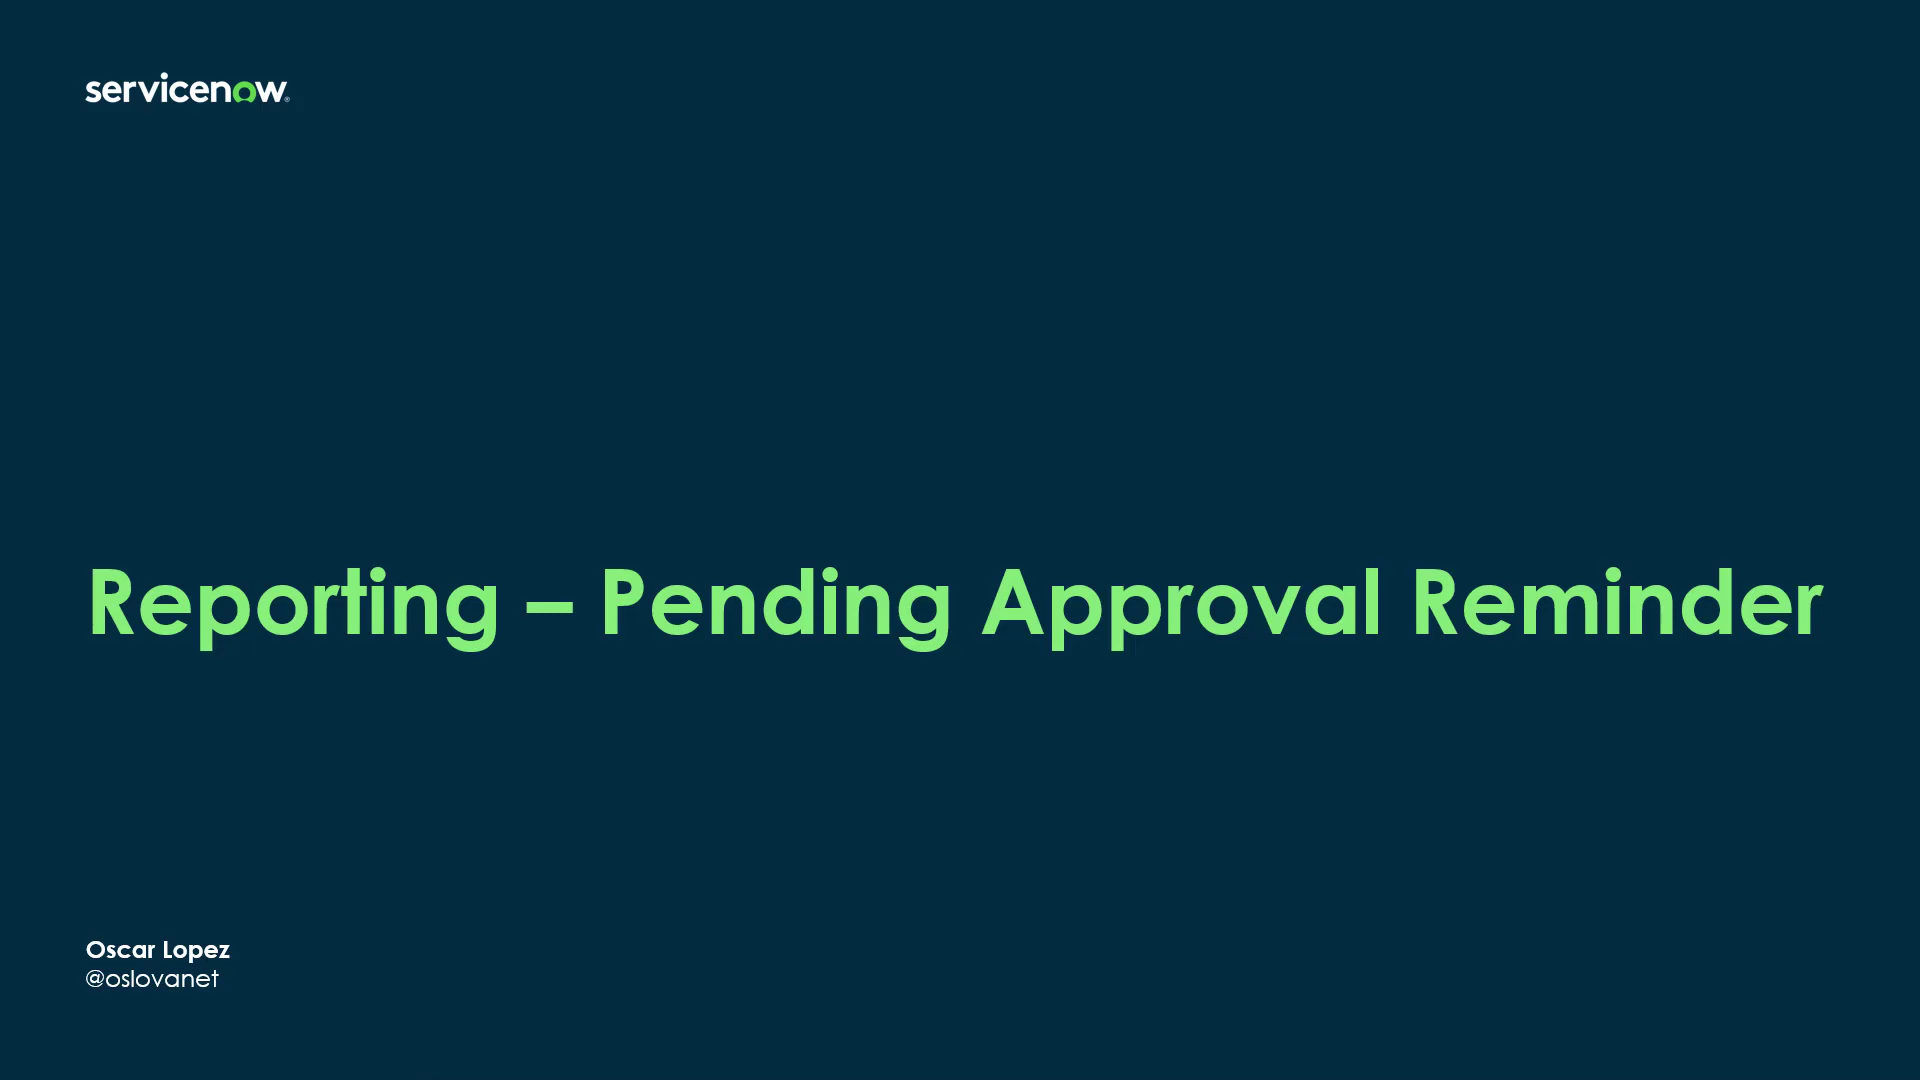 servicenow®
Reporting – Pending Approval Reminder
Oscar Lopez
@oslovanet